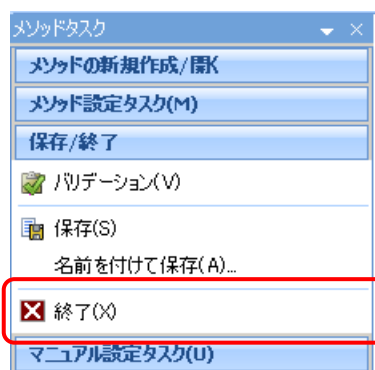 メソッドタスク
メソッドの新規作成/開く
メソッド設定タスク(M)
保存/終了
バリデーション(V)
保存(S)
名前を付けて保存(A)...
終了(X)
マニュアル設定タスク(U)